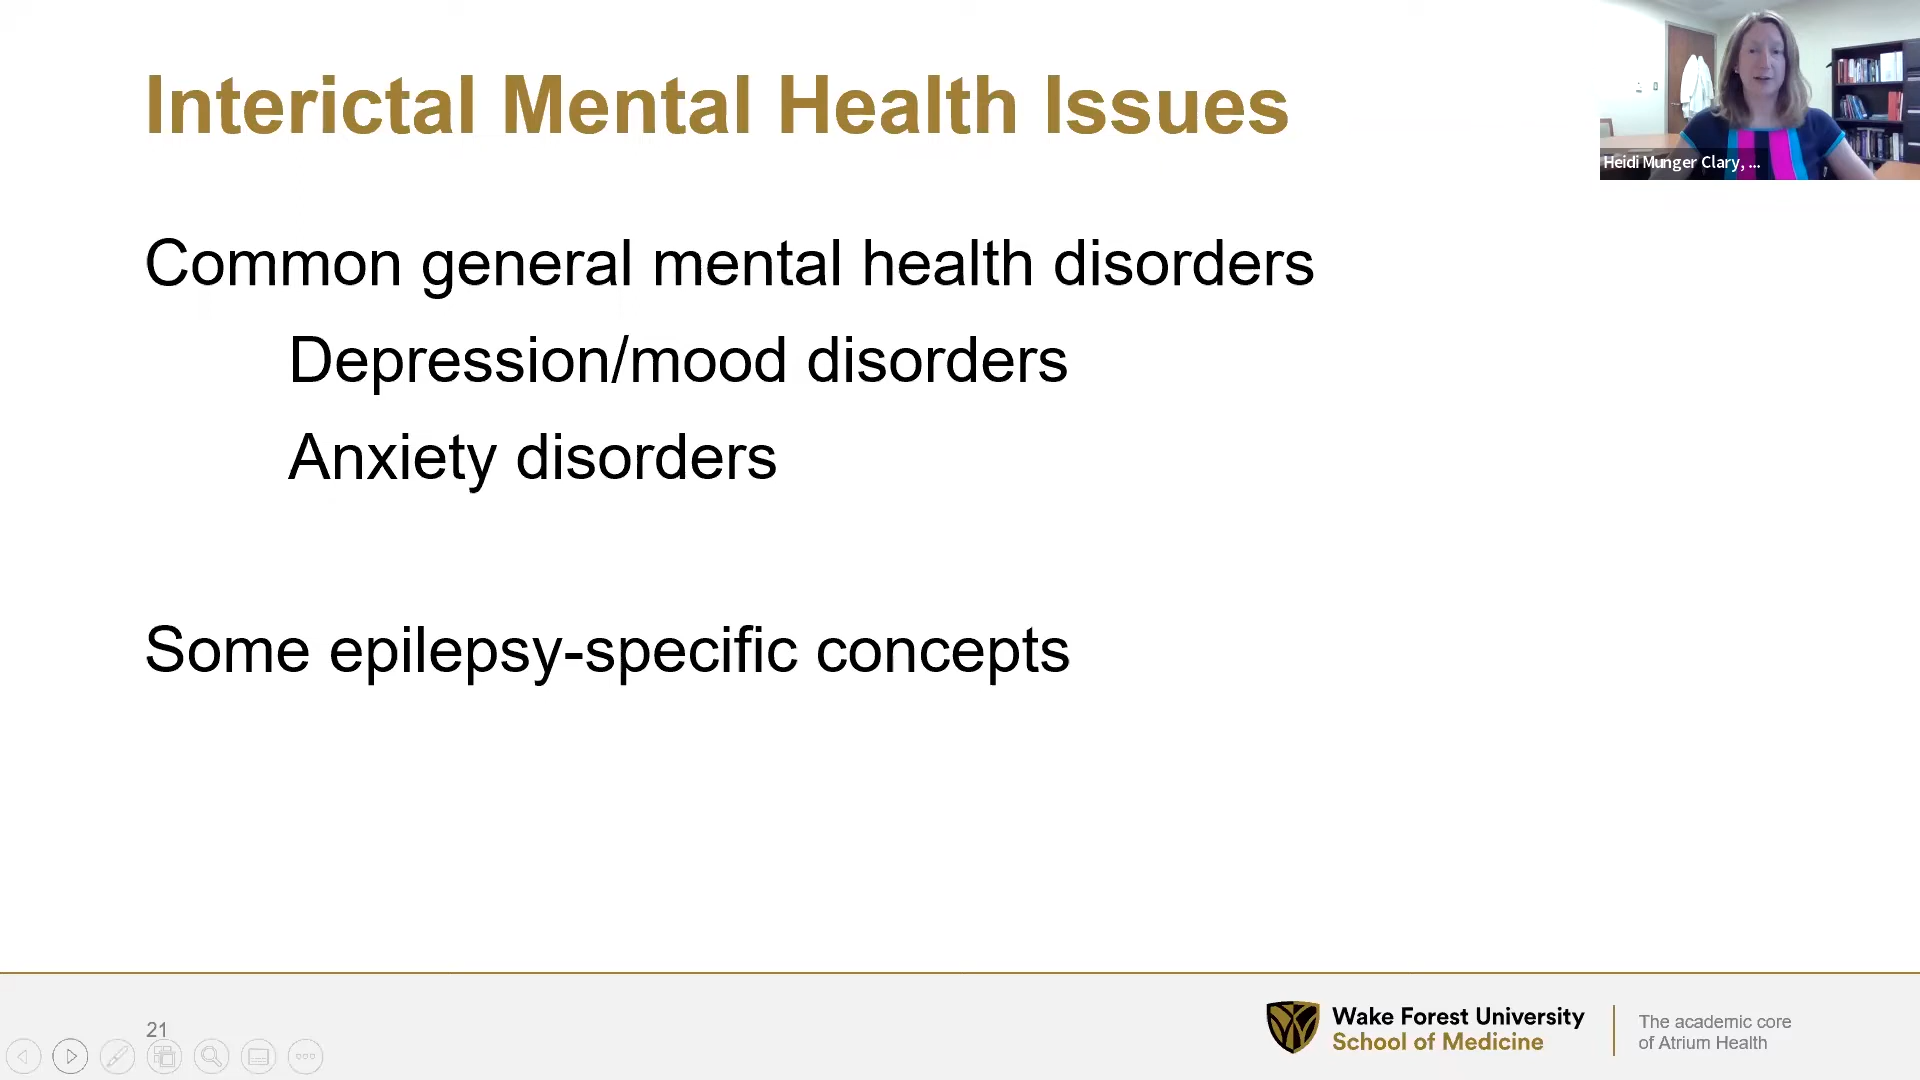 Interictal Mental Health Issues
Heidi Munger Clary, ...
Common general mental health disorders
Depression/mood disorders
Anxiety disorders
Some epilepsy-specific concepts
21
Wake Forest University
School of Medicine
The academic core
of Atrium Health